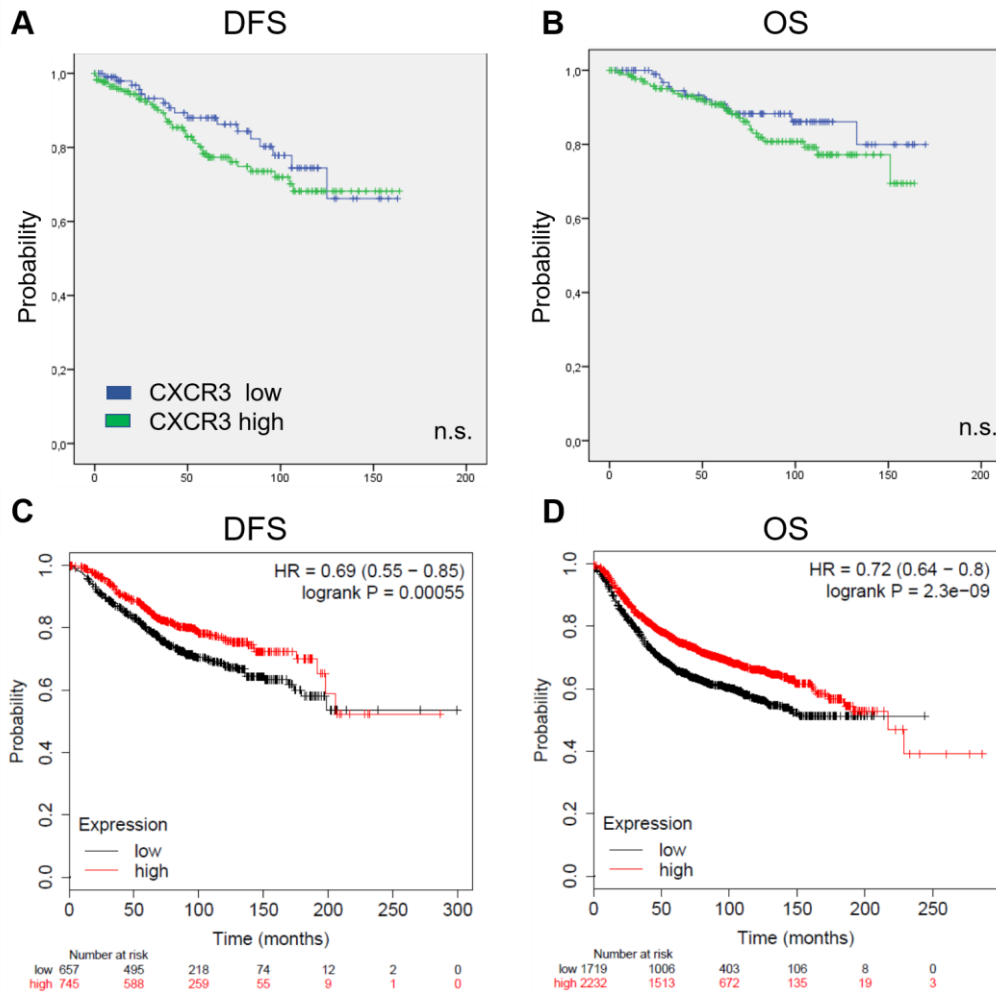 A
DFS
B
OS
1,0
0,8
0,6
0,4
0,2
0,0
Probability
CXCR3 low
CXCR3 high
n.s.
0 50 100 150 200
1,0
0,8
0,6
0,4
0,2
0,0
Probability
n.s.
0 50 100 150 200
C
DFS
D
OS
HR = 0.69 (0.55 − 0.85)
logrank P = 0.00055
1.0
0.8
0.6
0.4
0.2
0.0
Probability
Expression
low
high
0 50 100 150 200 250 300
Time (months)
Number at risk
low 657 495 218 74 12 2 0
high 745 588 259 55 9 1 0
HR = 0.72 (0.64 − 0.8)
logrank P = 2.3e−09
1.0
0.8
0.6
0.4
0.2
0.0
Probability
Expression
low
high
0 50 100 150 200 250
Time (months)
Number at risk
low 1719 1006 403 106 8 0
high 2232 1513 672 135 19 3